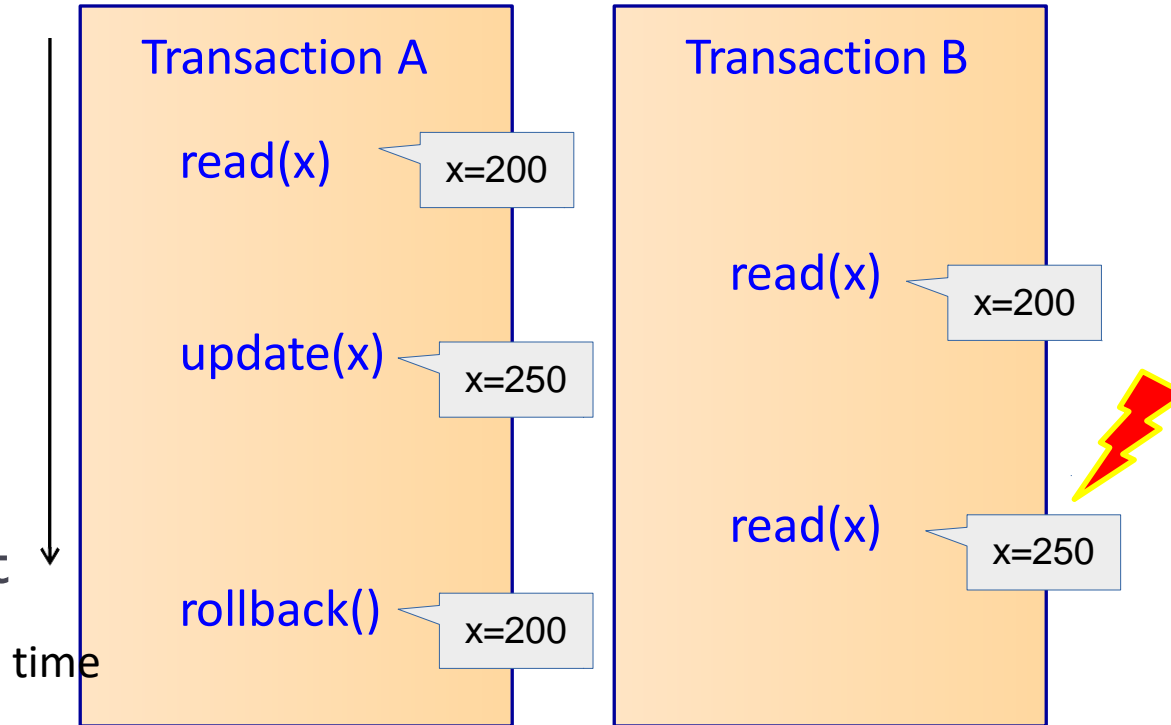 Transaction A
read(x)
x=200
update(x)
x=250
rollback()
x=200
Transaction B
read(x)
x=200
read(x)
x=250
t
time